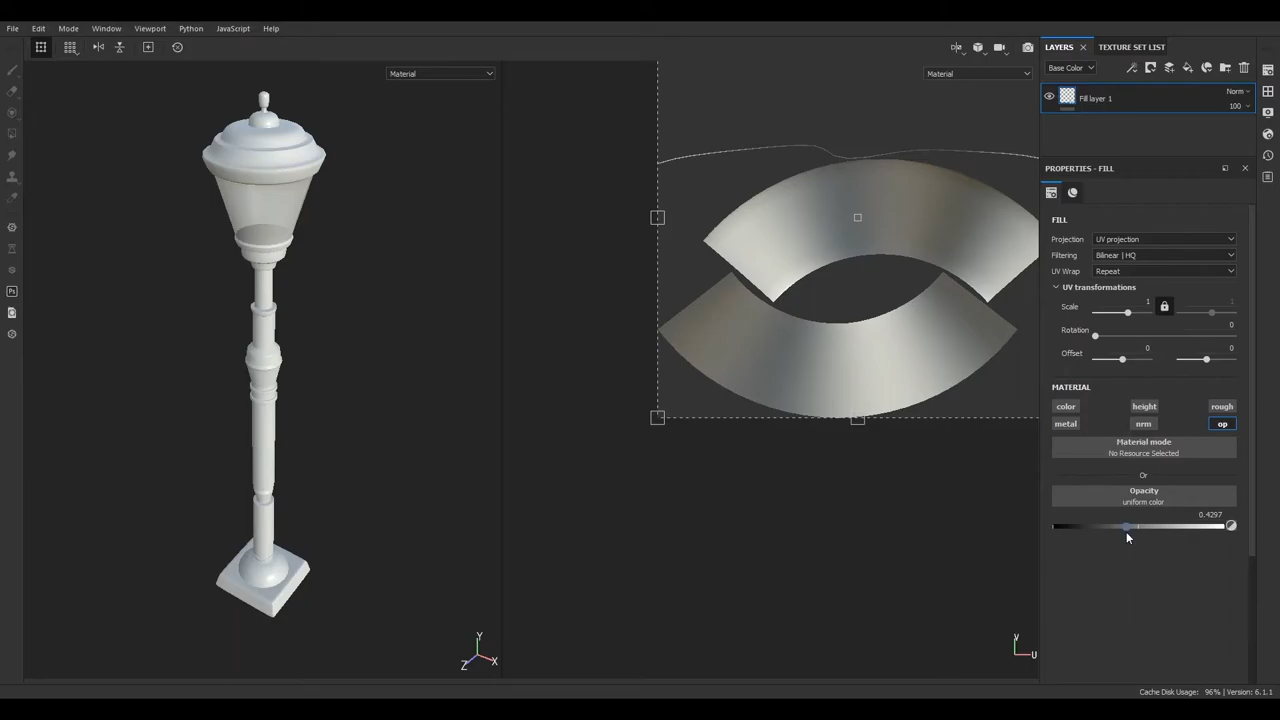 File Edit Mode Window Viewport Python JavaScript Help
LAYERS TEXTURE SET LIST
Material
Material
Base Color
Fill layer 1
Norm
100
PROPERTIES - FILL
FILL
Projection UV projection
Filtering Bilinear | HQ
UV Wrap Repeat
UV transformations
Scale 1 1
Rotation 0
Offset 0 0
MATERIAL
color height rough
metal nrm op
Material mode
No Resource Selected
Or
Opacity
uniform color
0.4297
Ps
Y
Z X
V
U
Cache Disk Usage: 96% | Version: 6.1.1